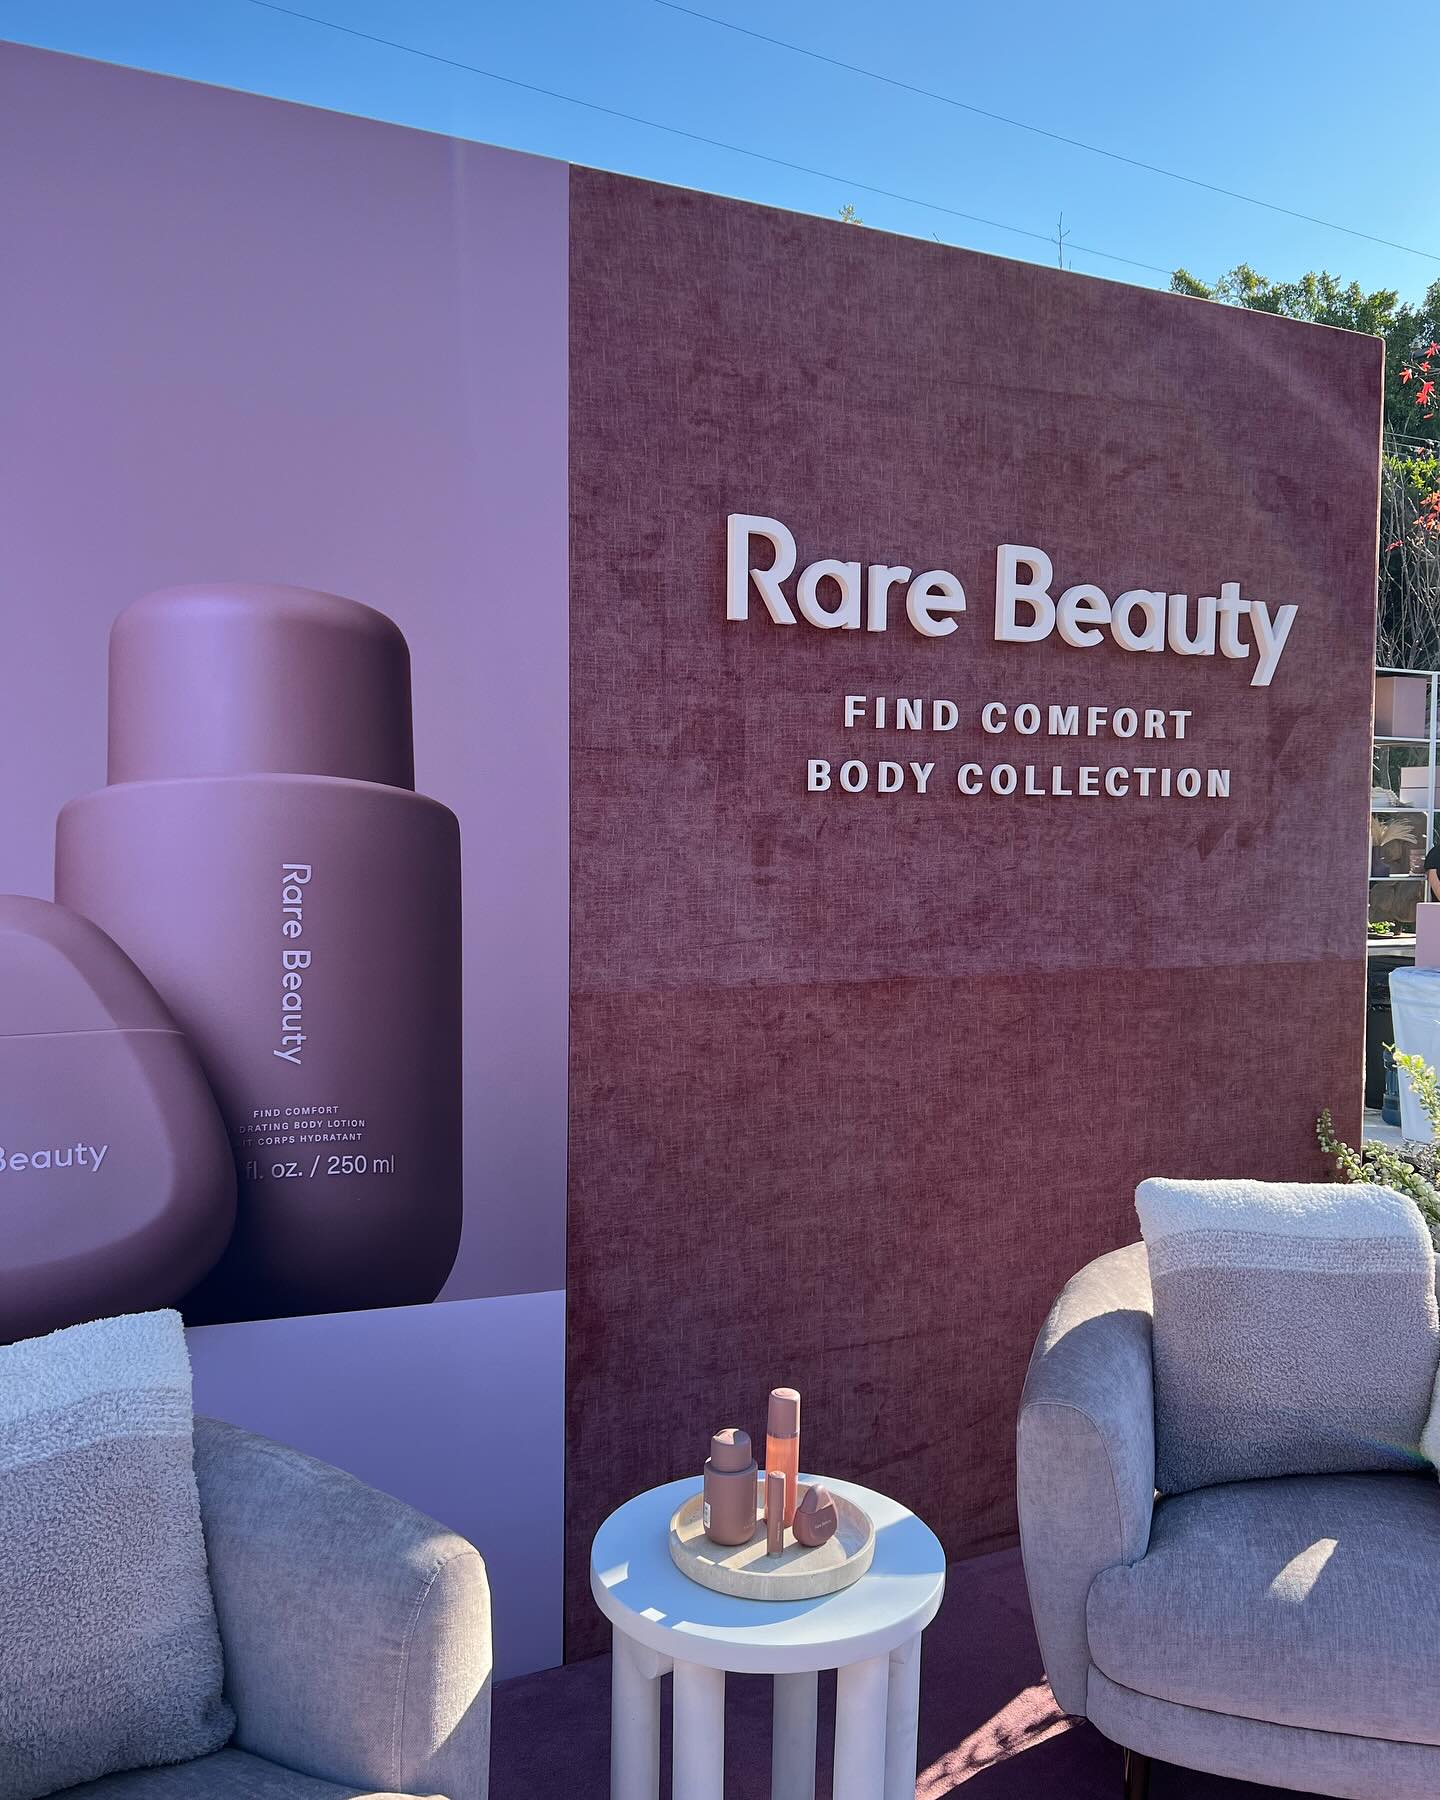 Rare Beauty
FIND COMFORT
BODY COLLECTION
Rare Beauty
FIND COMFORT
BODY LOTION
CORPS HYDRATANT
fl. oz. / 250 ml
Beauty